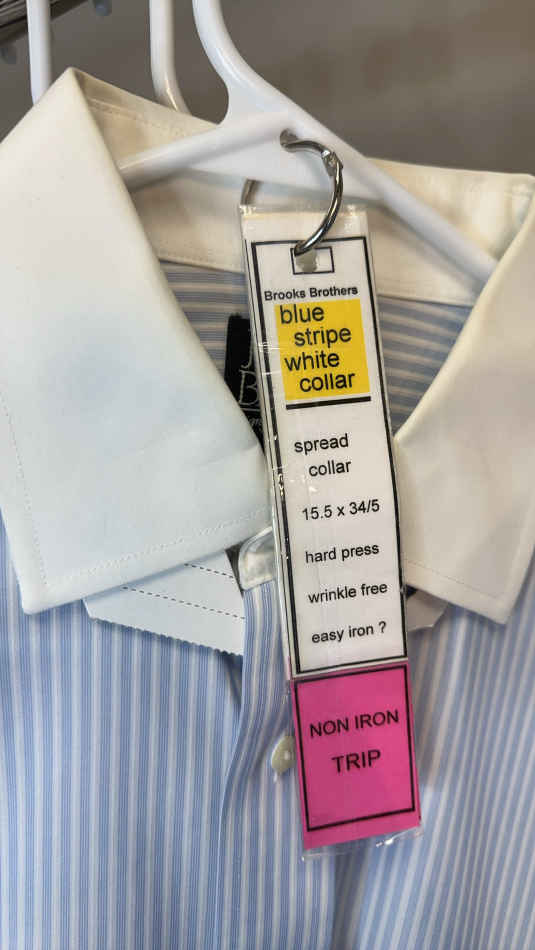 Brooks Brothers
blue
stripe
white
collar
spread
collar
15.5 x 34/5
hard press
wrinkle free
easy iron ?
NON IRON
TRIP